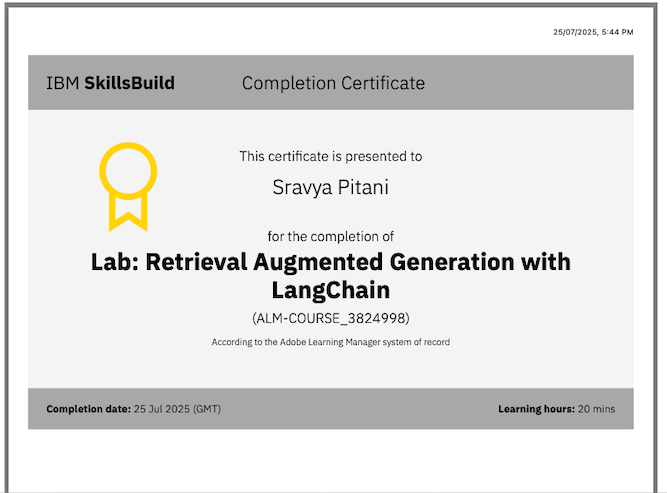 25/07/2025, 5:44 PM
IBM SkillsBuild
Completion Certificate
This certificate is presented to
Sravya Pitani
for the completion of
Lab: Retrieval Augmented Generation with
LangChain
(ALM-COURSE_3824998)
According to the Adobe Learning Manager system of record
Completion date: 25 Jul 2025 (GMT)
Learning hours: 20 mins